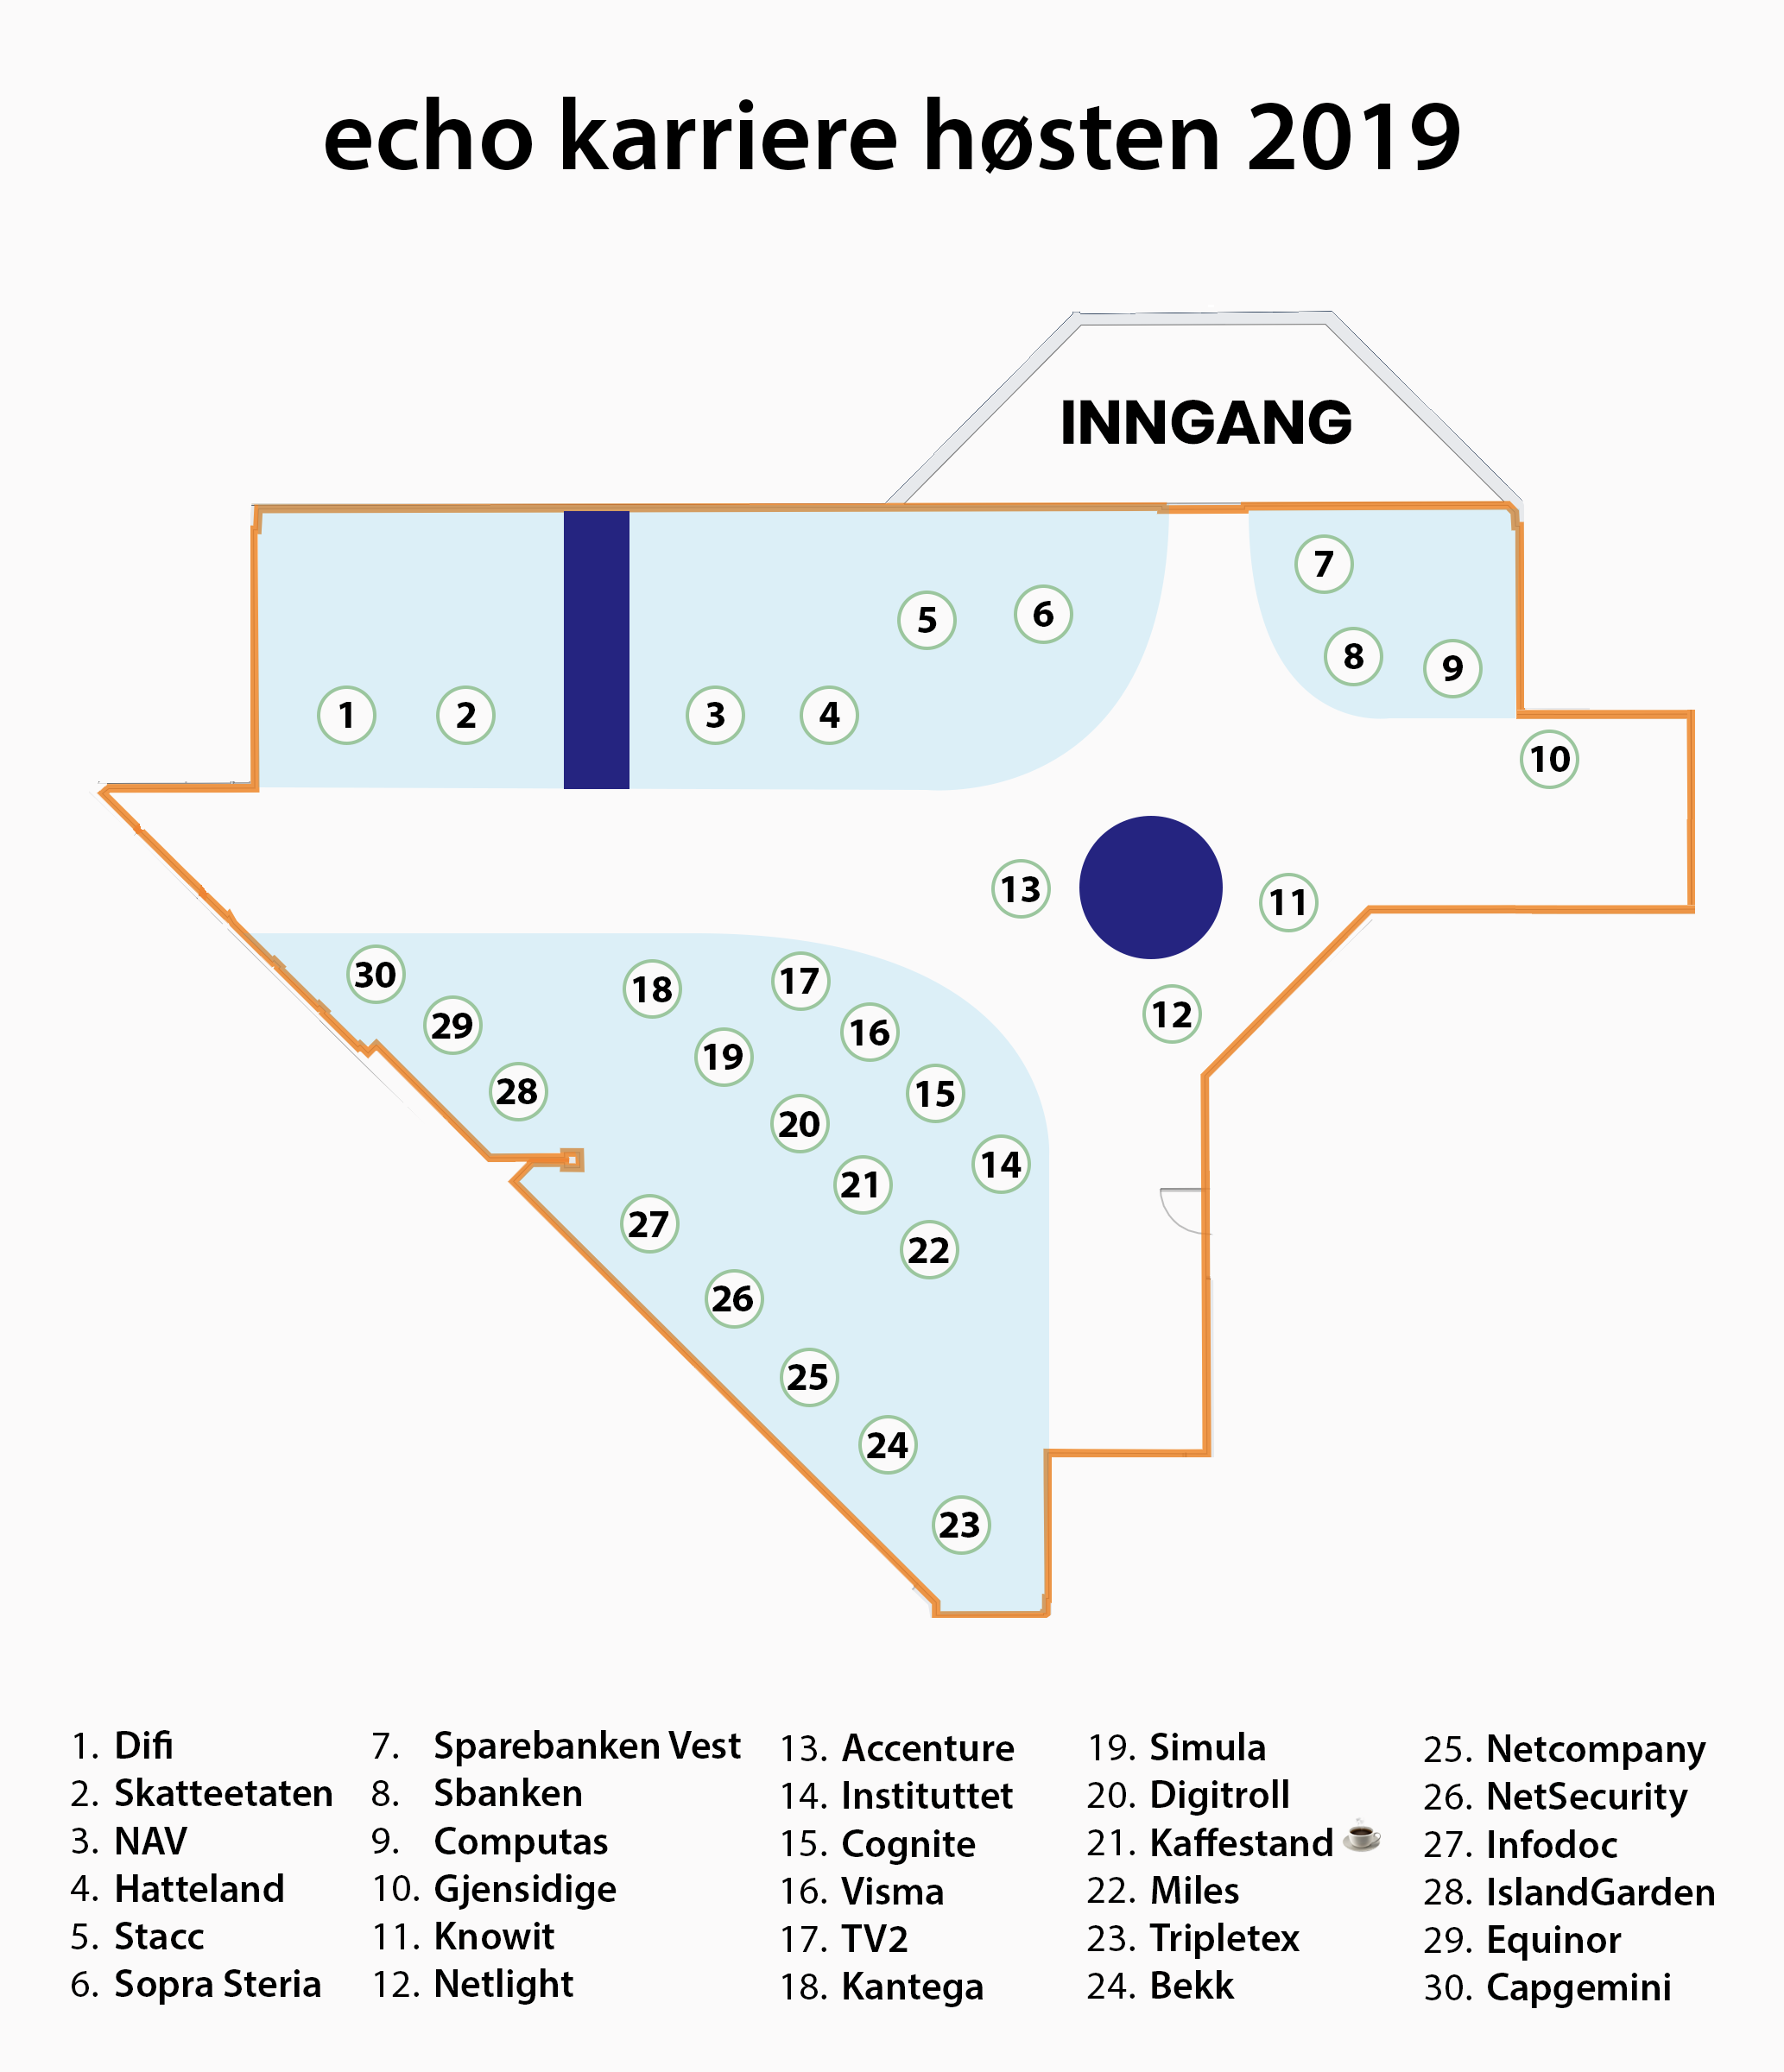 echo karriere høsten 2019
INNGANG
7
5
6
8
9
1
2
3
4
10
13
11
30
18
17
12
29
16
19
28
15
20
14
21
27
22
26
25
24
23
1. Difi
2. Skatteetaten
3. NAV
4. Hatteland
5. Stacc
6. Sopra Steria
7. Sparebanken Vest
8. Sbanken
9. Computas
10. Gjensidige
11. Knowit
12. Netlight
13. Accenture
14. Instituttet
15. Cognite
16. Visma
17. TV2
18. Kantega
19. Simula
20. Digitroll
21. Kaffestand
22. Miles
23. Tripletex
24. Bekk
25. Netcompany
26. NetSecurity
27. Infodoc
28. IslandGarden
29. Equinor
30. Capgemini